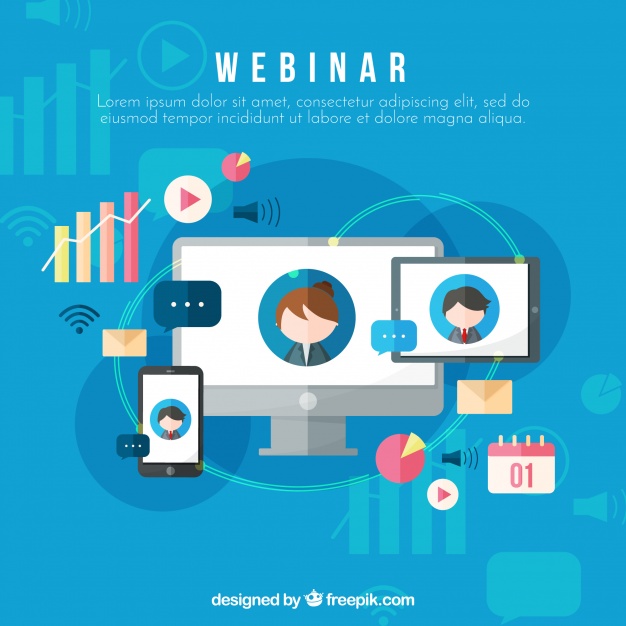 WEBINAR
Lorem ipsum dolor sit amet, consectetur adipiscing elit, sed do
eiusmod tempor incididunt ut labore et dolore magna aliqua.
01
designed by freepik.com